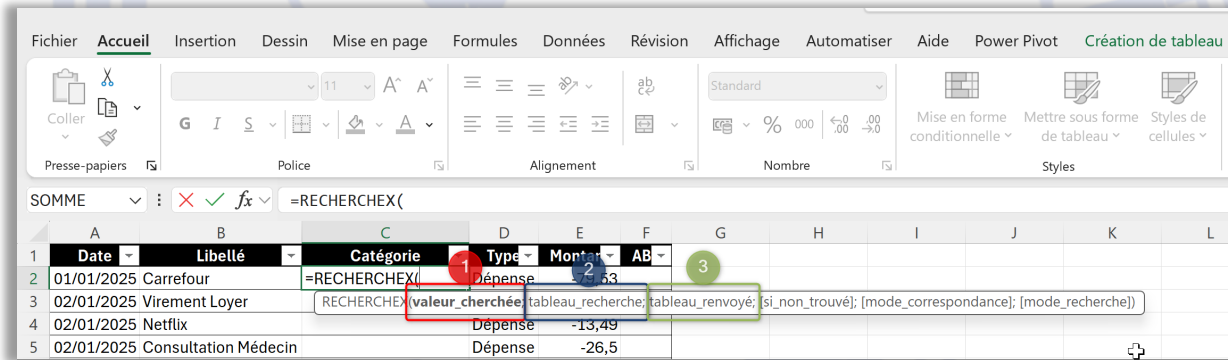 Fichier Accueil Insertion Dessin Mise en page Formules Données Révision Affichage Automatiser Aide Power Pivot Création de tableau
Coller
11 A^ A˅
G I S A
ab
Standard
% 000
Mise en forme conditionnelle
Mettre sous forme de tableau
Styles de cellules
Presse-papiers Police Alignement Nombre Styles
SOMME fx =RECHERCHEX(
A B C D E F G H I J K L
1 Date Libellé Catégorie Type AB
2 01/01/2025 Carrefour =RECHERCHEX( Dépense
1 2 3
3 02/01/2025 Virement Loyer RECHERCHEX(valeur_cherchée; tableau_recherche; tableau_renvoyé; [si_non_trouvé]; [mode_correspondance]; [mode_recherche])
4 02/01/2025 Netflix Dépense -13,49
5 02/01/2025 Consultation Médecin Dépense -26,5